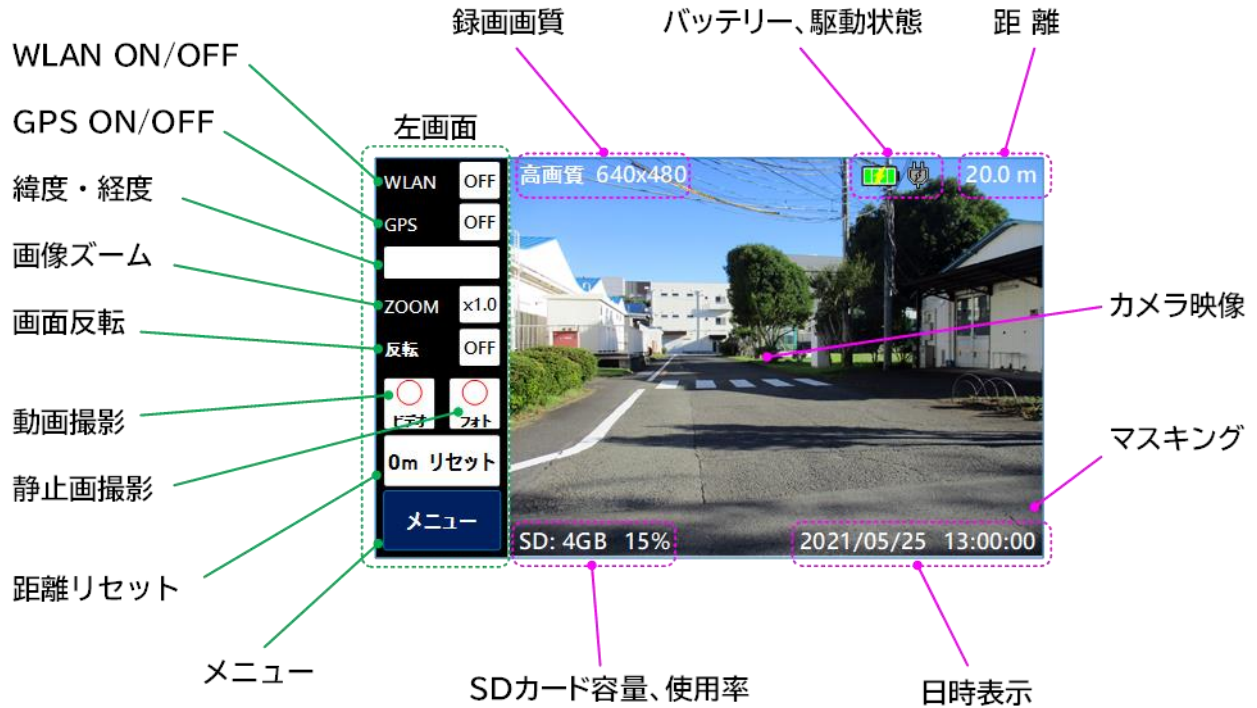 録画画質
バッテリー、駆動状態
距 離
WLAN ON/OFF
GPS ON/OFF
緯度・経度
画像ズーム
画面反転
動画撮影
静止画撮影
距離リセット
メニュー
左画面
WLAN OFF
GPS OFF
ZOOM x1.0
反転 OFF
ビデオ フォト
0m リセット
メニュー
高画質 640x480
20.0 m
SD: 4GB 15%
2021/05/25 13:00:00
カメラ映像
マスキング
SDカード容量、使用率
日時表示